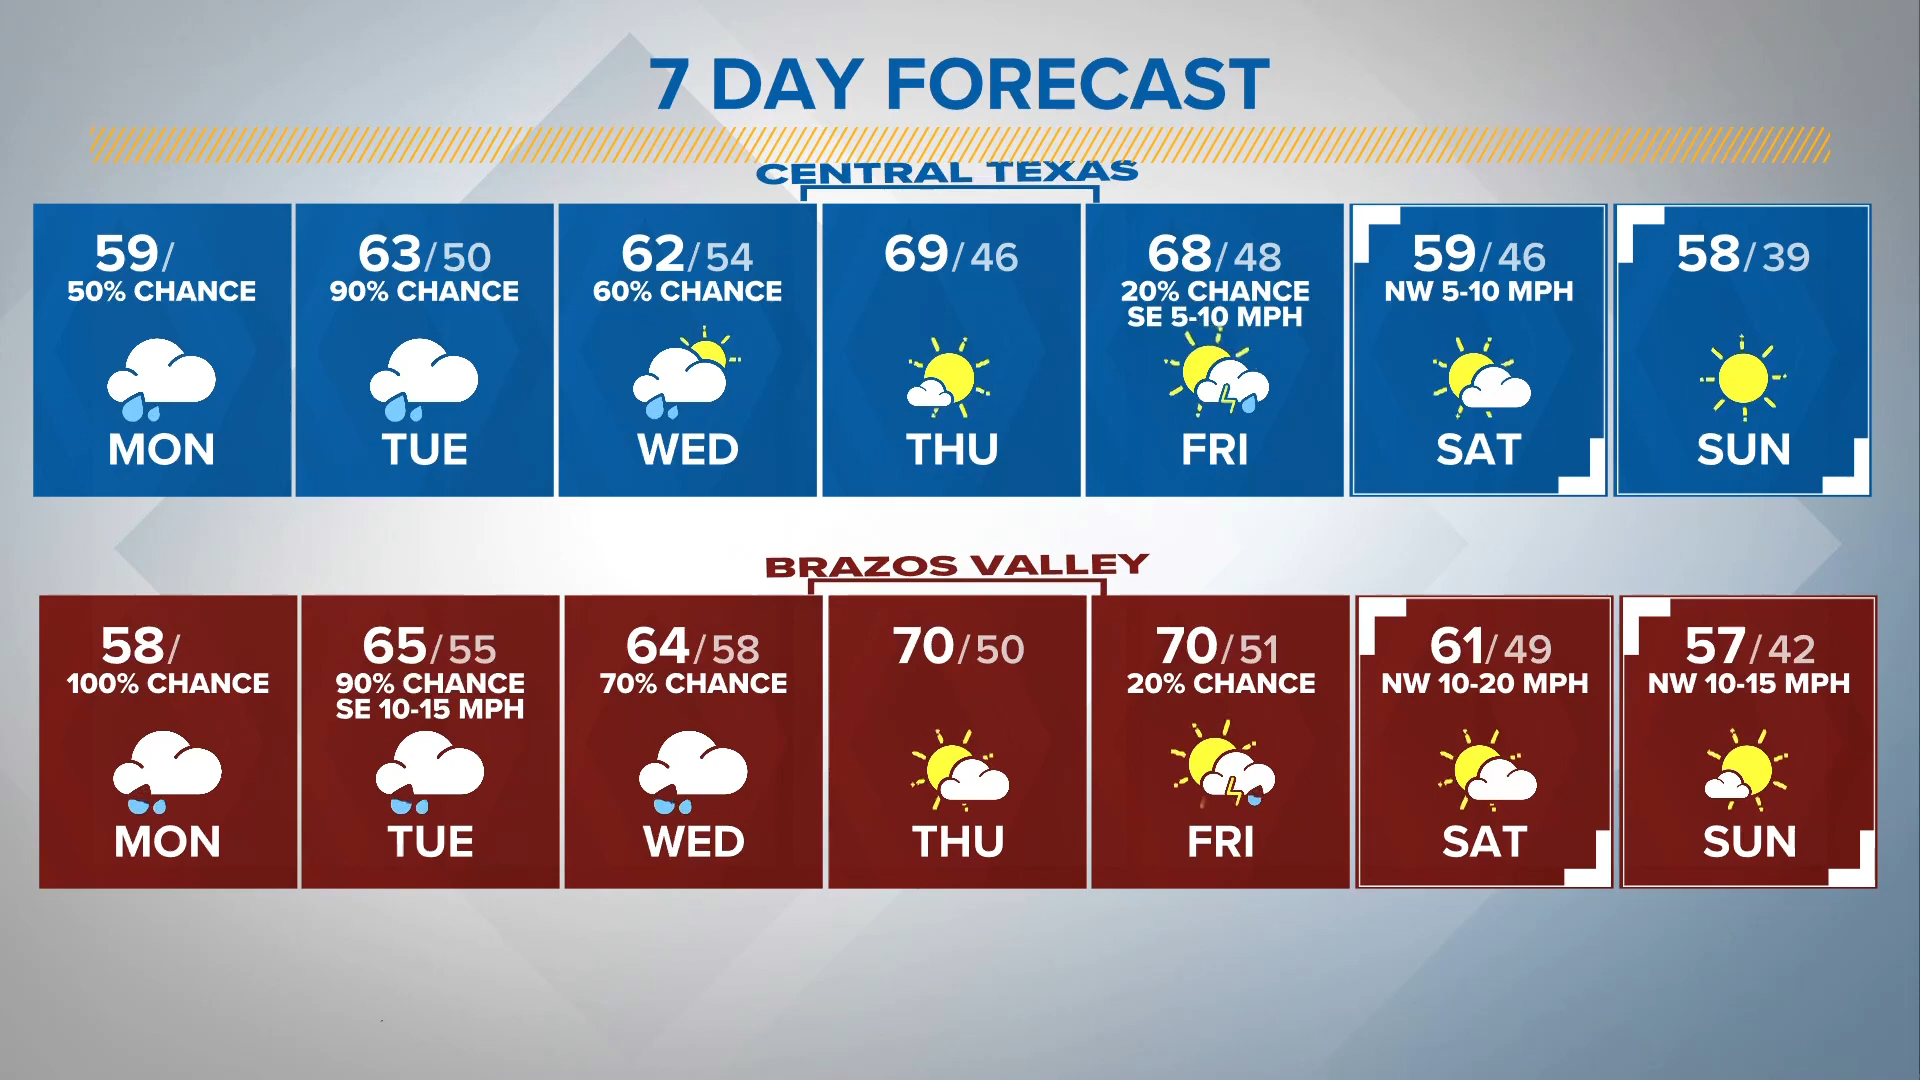 7 DAY FORECAST
CENTRAL TEXAS
59/ 63/50 62/54 69/46 68/48 59/46 58/39
50% CHANCE 90% CHANCE 60% CHANCE 20% CHANCE NW 5-10 MPH
SE 5-10 MPH
MON TUE WED THU FRI SAT SUN
BRAZOS VALLEY
58/ 65/55 64/58 70/50 70/51 61/49 57/42
100% CHANCE 90% CHANCE 70% CHANCE 20% CHANCE NW 10-20 MPH NW 10-15 MPH
SE 10-15 MPH
MON TUE WED THU FRI SAT SUN